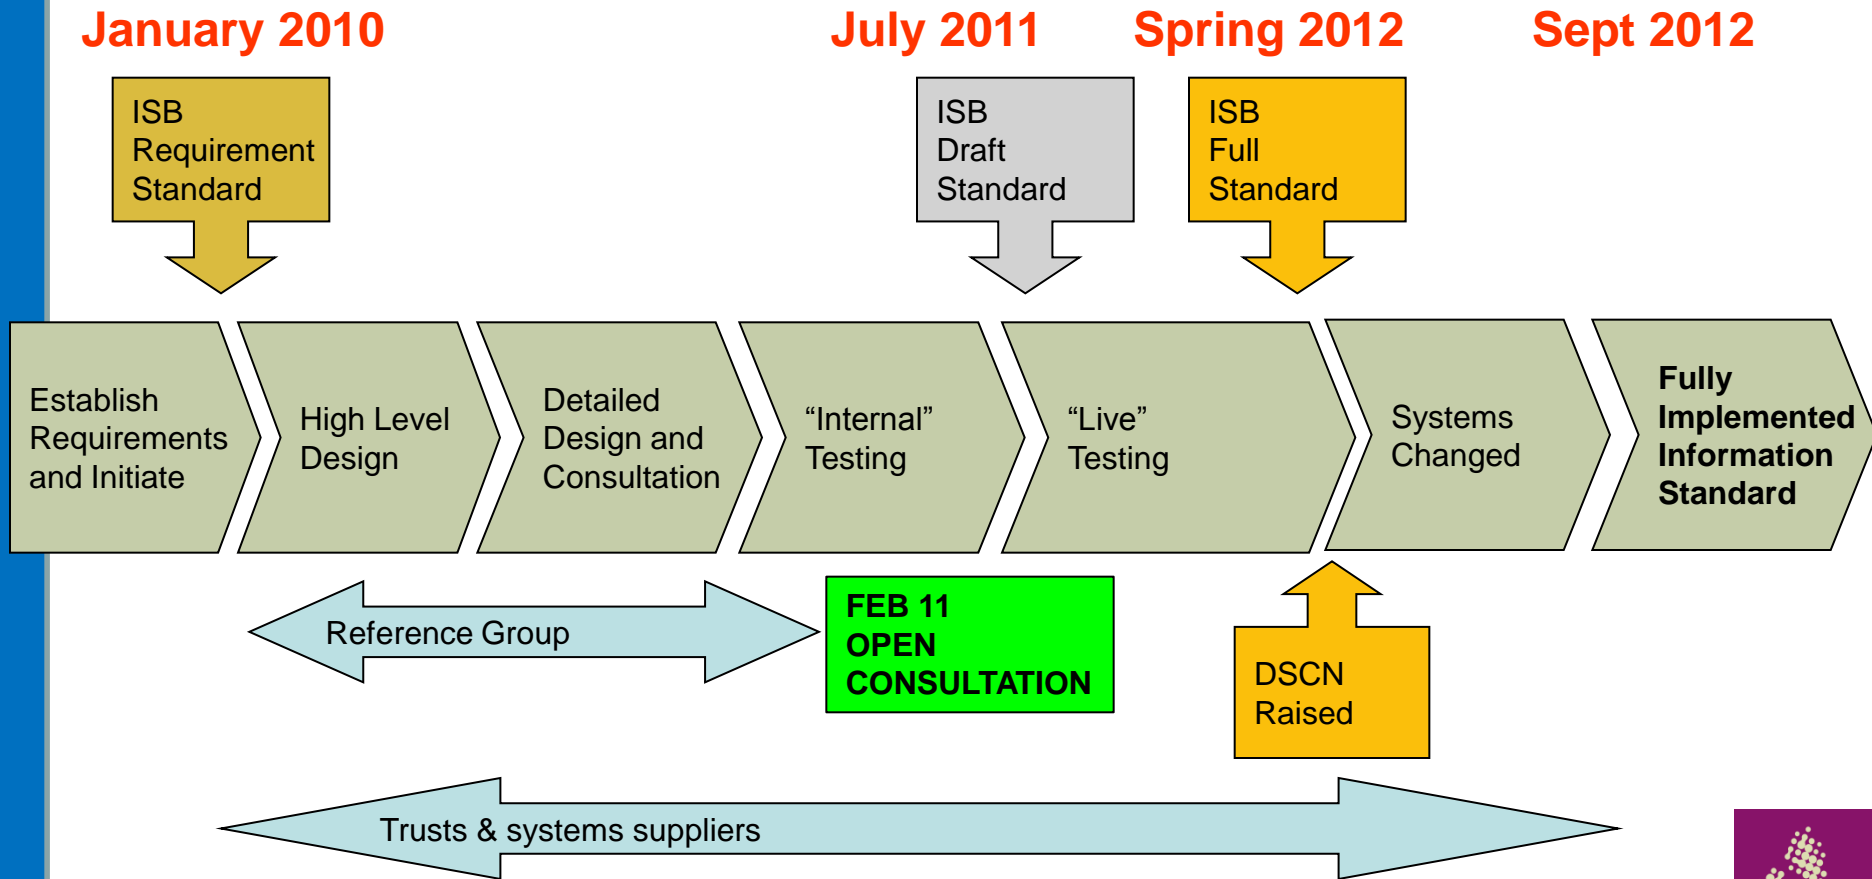 January 2010
July 2011
Spring 2012
Sept 2012
ISB
Requirement
Standard
ISB
Draft
Standard
ISB
Full
Standard
Establish
Requirements
and Initiate
High Level
Design
Detailed
Design and
Consultation
“Internal”
Testing
“Live”
Testing
Systems
Changed
Fully
Implemented
Information
Standard
Reference Group
FEB 11
OPEN
CONSULTATION
DSCN
Raised
Trusts & systems suppliers